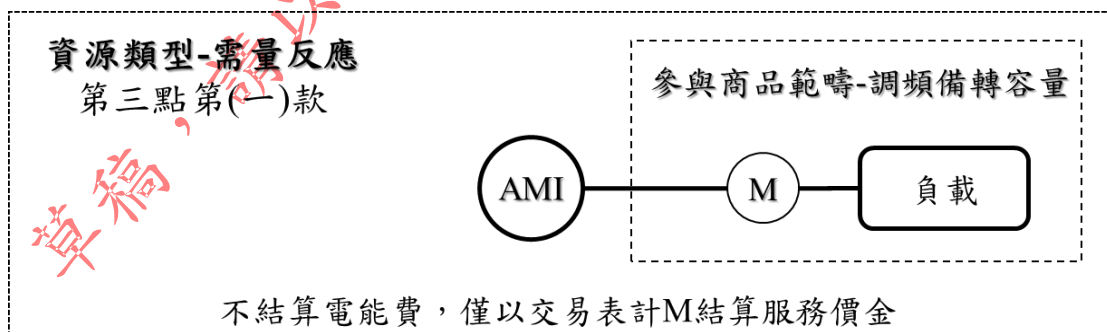 資源類型-需量反應
第三點第(一)款
參與商品範疇-調頻備轉容量
AMI
M
負載
不結算電能費，僅以交易表計M結算服務價金
草稿，請以